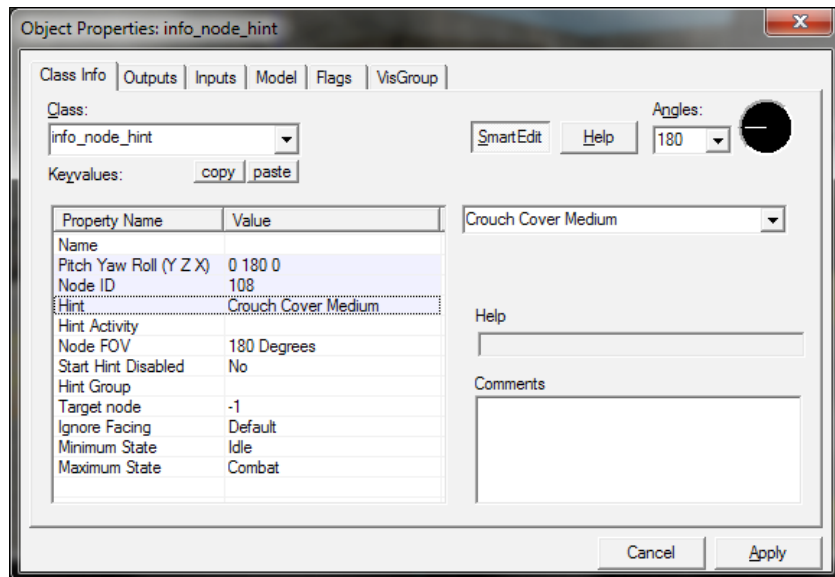 Object Properties: info_node_hint
Class Info Outputs Inputs Model Flags VisGroup
Class:
info_node_hint
SmartEdit Help
Angles:
180
Keyvalues: copy paste
Property Name Value
Name
Pitch Yaw Roll (Y Z X) 0 180 0
Node ID 108
Hint Crouch Cover Medium
Hint Activity
Node FOV 180 Degrees
Start Hint Disabled No
Hint Group
Target node -1
Ignore Facing Default
Minimum State Idle
Maximum State Combat
Crouch Cover Medium
Help
Comments
Cancel Apply